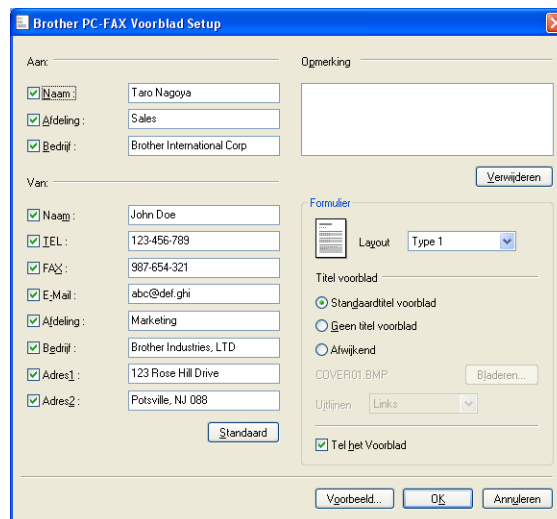 Brother PC-FAX Voorblad Setup
Aan:
Naam : Taro Nagoya
Afdeling : Sales
Bedrijf : Brother International Corp
Van:
Naam : John Doe
TEL : 123-456-789
FAX : 987-654-321
E-Mail : abc@def.ghi
Afdeling : Marketing
Bedrijf : Brother Industries, LTD
Adres1 : 123 Rose Hill Drive
Adres2 : Potsville, NJ 088
Standaard
Opmerking
Verwijderen
Formulier
Layout Type 1
Titel voorblad
Standaardtitel voorblad
Geen titel voorblad
Afwijkend
COVER01.BMP Bladeren...
Uitlijnen Links
Tel het Voorblad
Voorbeeld... OK Annuleren